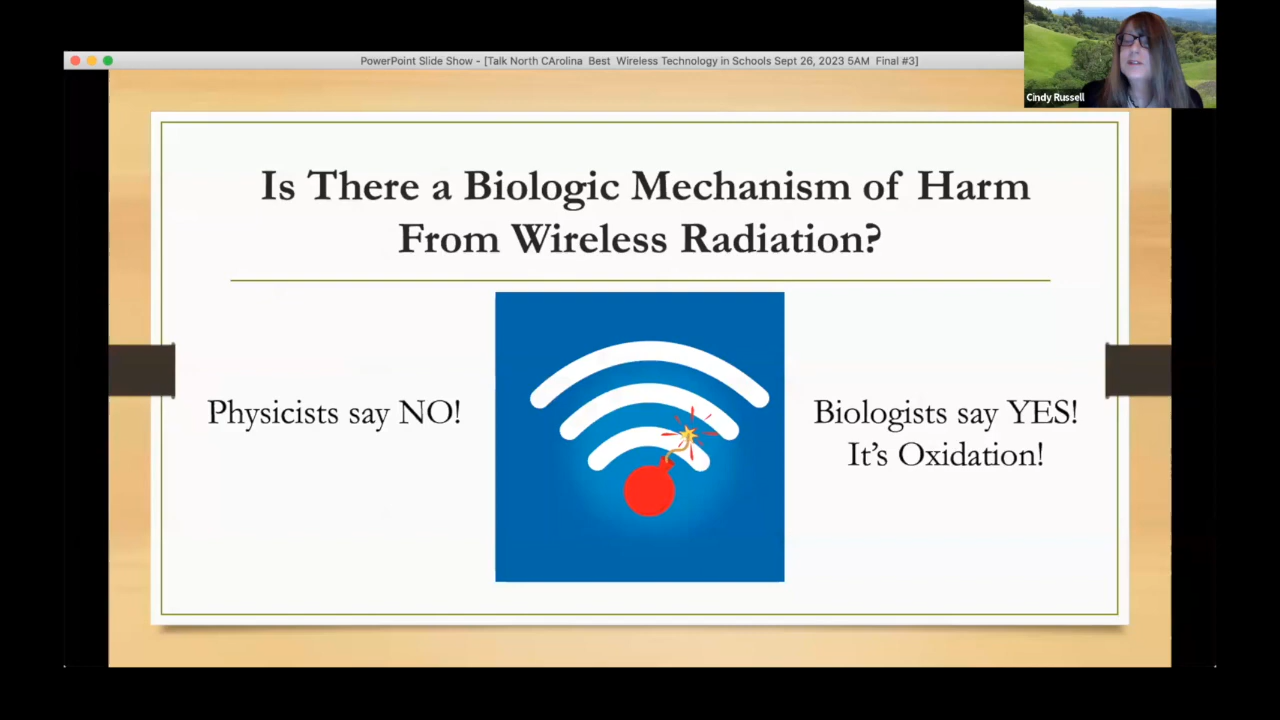 PowerPoint Slide Show - [Talk North CArolina Best Wireless Technology in Schools Sept 26, 2023 5AM Final #3]
Cindy Russell
Is There a Biologic Mechanism of Harm
From Wireless Radiation?
Physicists say NO!
Biologists say YES!
It's Oxidation!